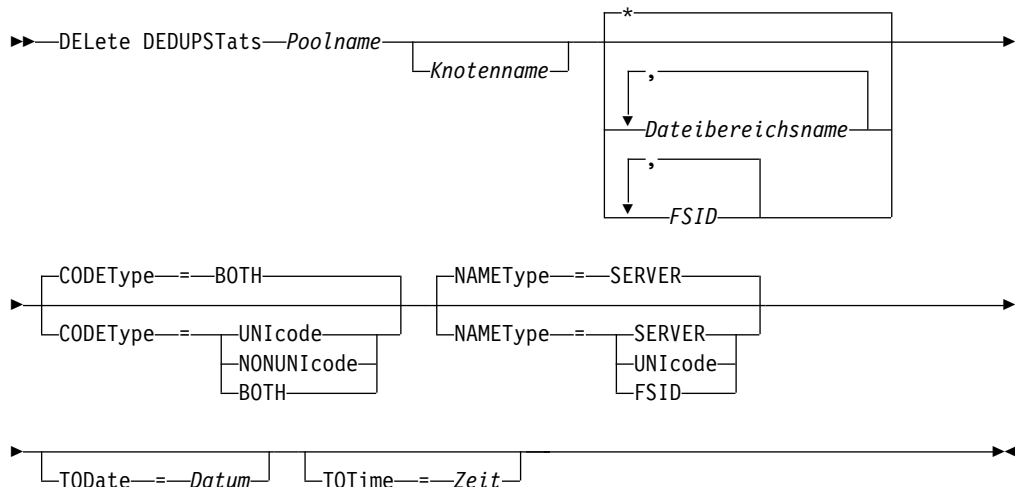 *
DELete DEDUPSTats Poolname
Knotenname
,
Dateibereichsname
,
FSID
CODEType = BOTH NAMEType = SERVER
CODEType = UNIcode NAMEType = SERVER
NONUNIcode UNIcode
BOTH FSID
TODate = Datum TOTime = Zeit